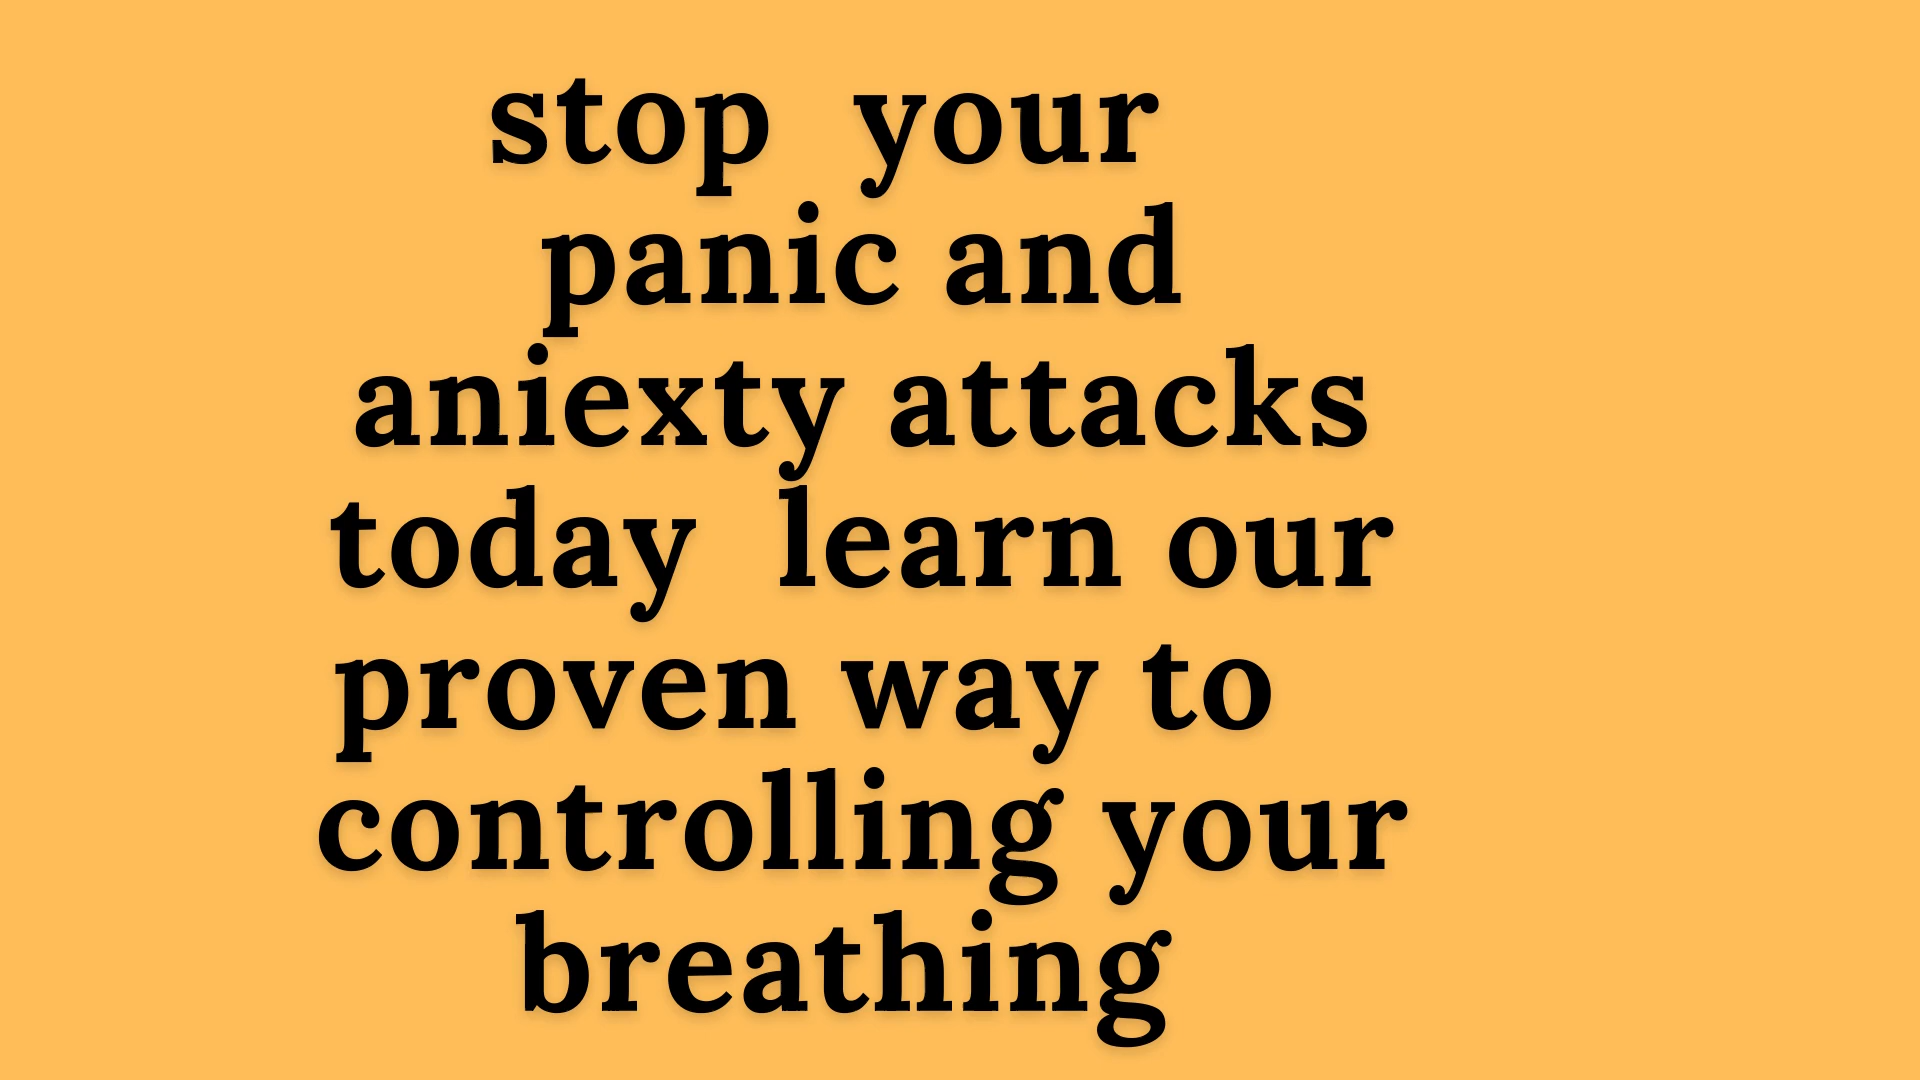 stop  your
panic and
aniexty attacks
today  learn our
proven way to
controlling your
breathing